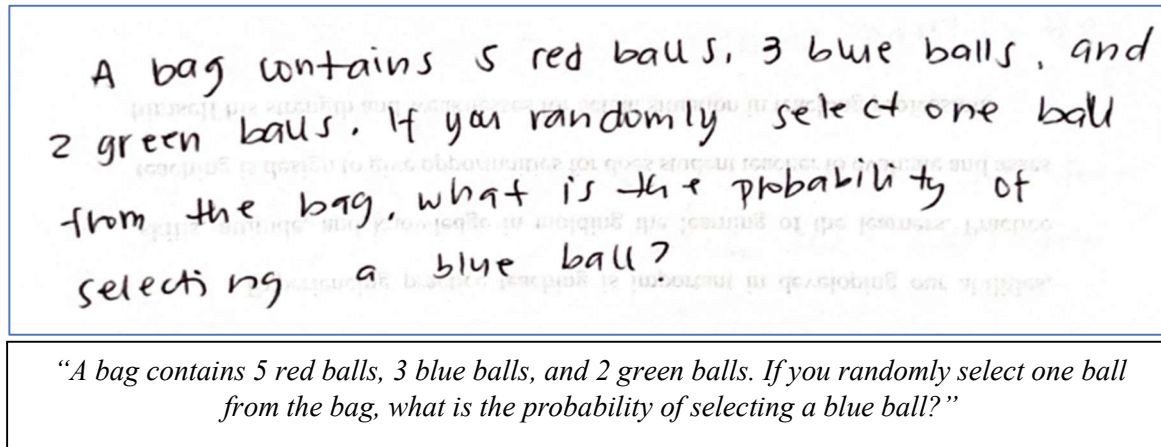 A bag contains 5 red balls, 3 blue balls, and
2 green balls. If you randomly select one ball
from the bag, what is the probability of
selecting a blue ball?
“A bag contains 5 red balls, 3 blue balls, and 2 green balls. If you randomly select one ball
from the bag, what is the probability of selecting a blue ball?”